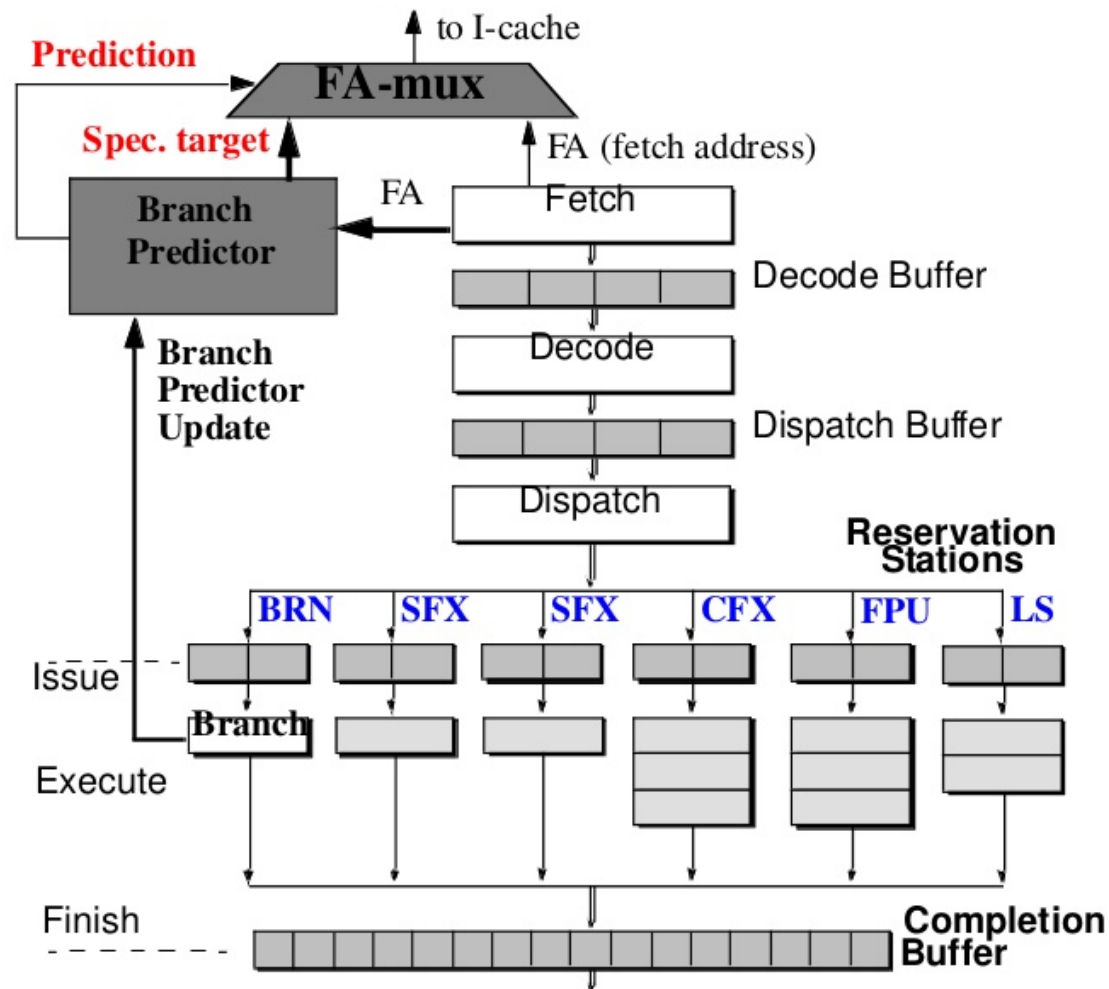 to I-cache
Prediction
FA-mux
Spec. target
FA (fetch address)
FA
Fetch
Branch
Predictor
Decode Buffer
Decode
Branch
Predictor
Update
Dispatch Buffer
Dispatch
Reservation
Stations
BRN SFX SFX CFX FPU LS
Issue
Branch
Execute
Finish
Completion
Buffer